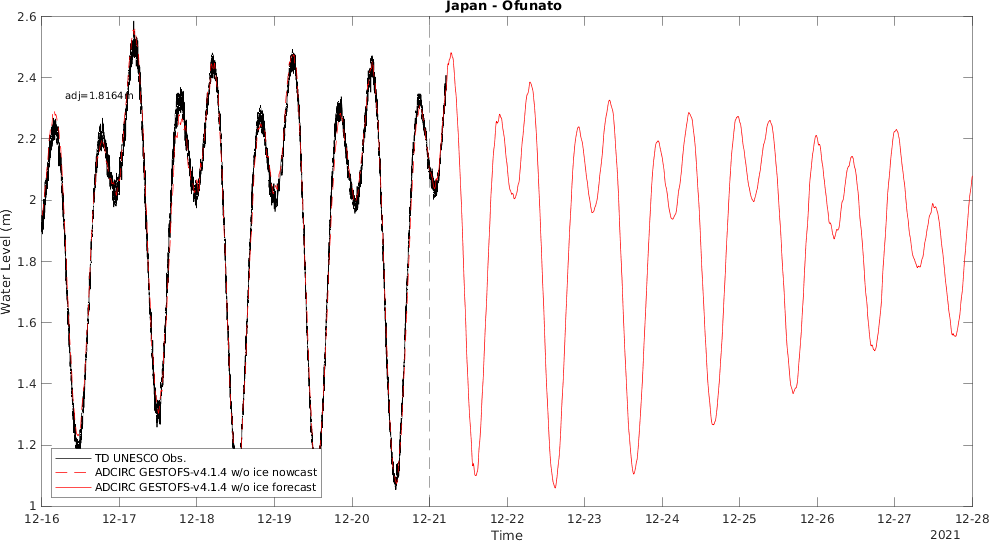 Japan - Ofunato
2.6
2.4
2.2
2
1.8
1.6
1.4
1.2
1
Water Level (m)
adj=1.8164 m
TD UNESCO Obs.
ADCIRC GESTOFS-v4.1.4 w/o ice nowcast
ADCIRC GESTOFS-v4.1.4 w/o ice forecast
12-16 12-17 12-18 12-19 12-20 12-21 12-22 12-23 12-24 12-25 12-26 12-27 12-28
Time
2021